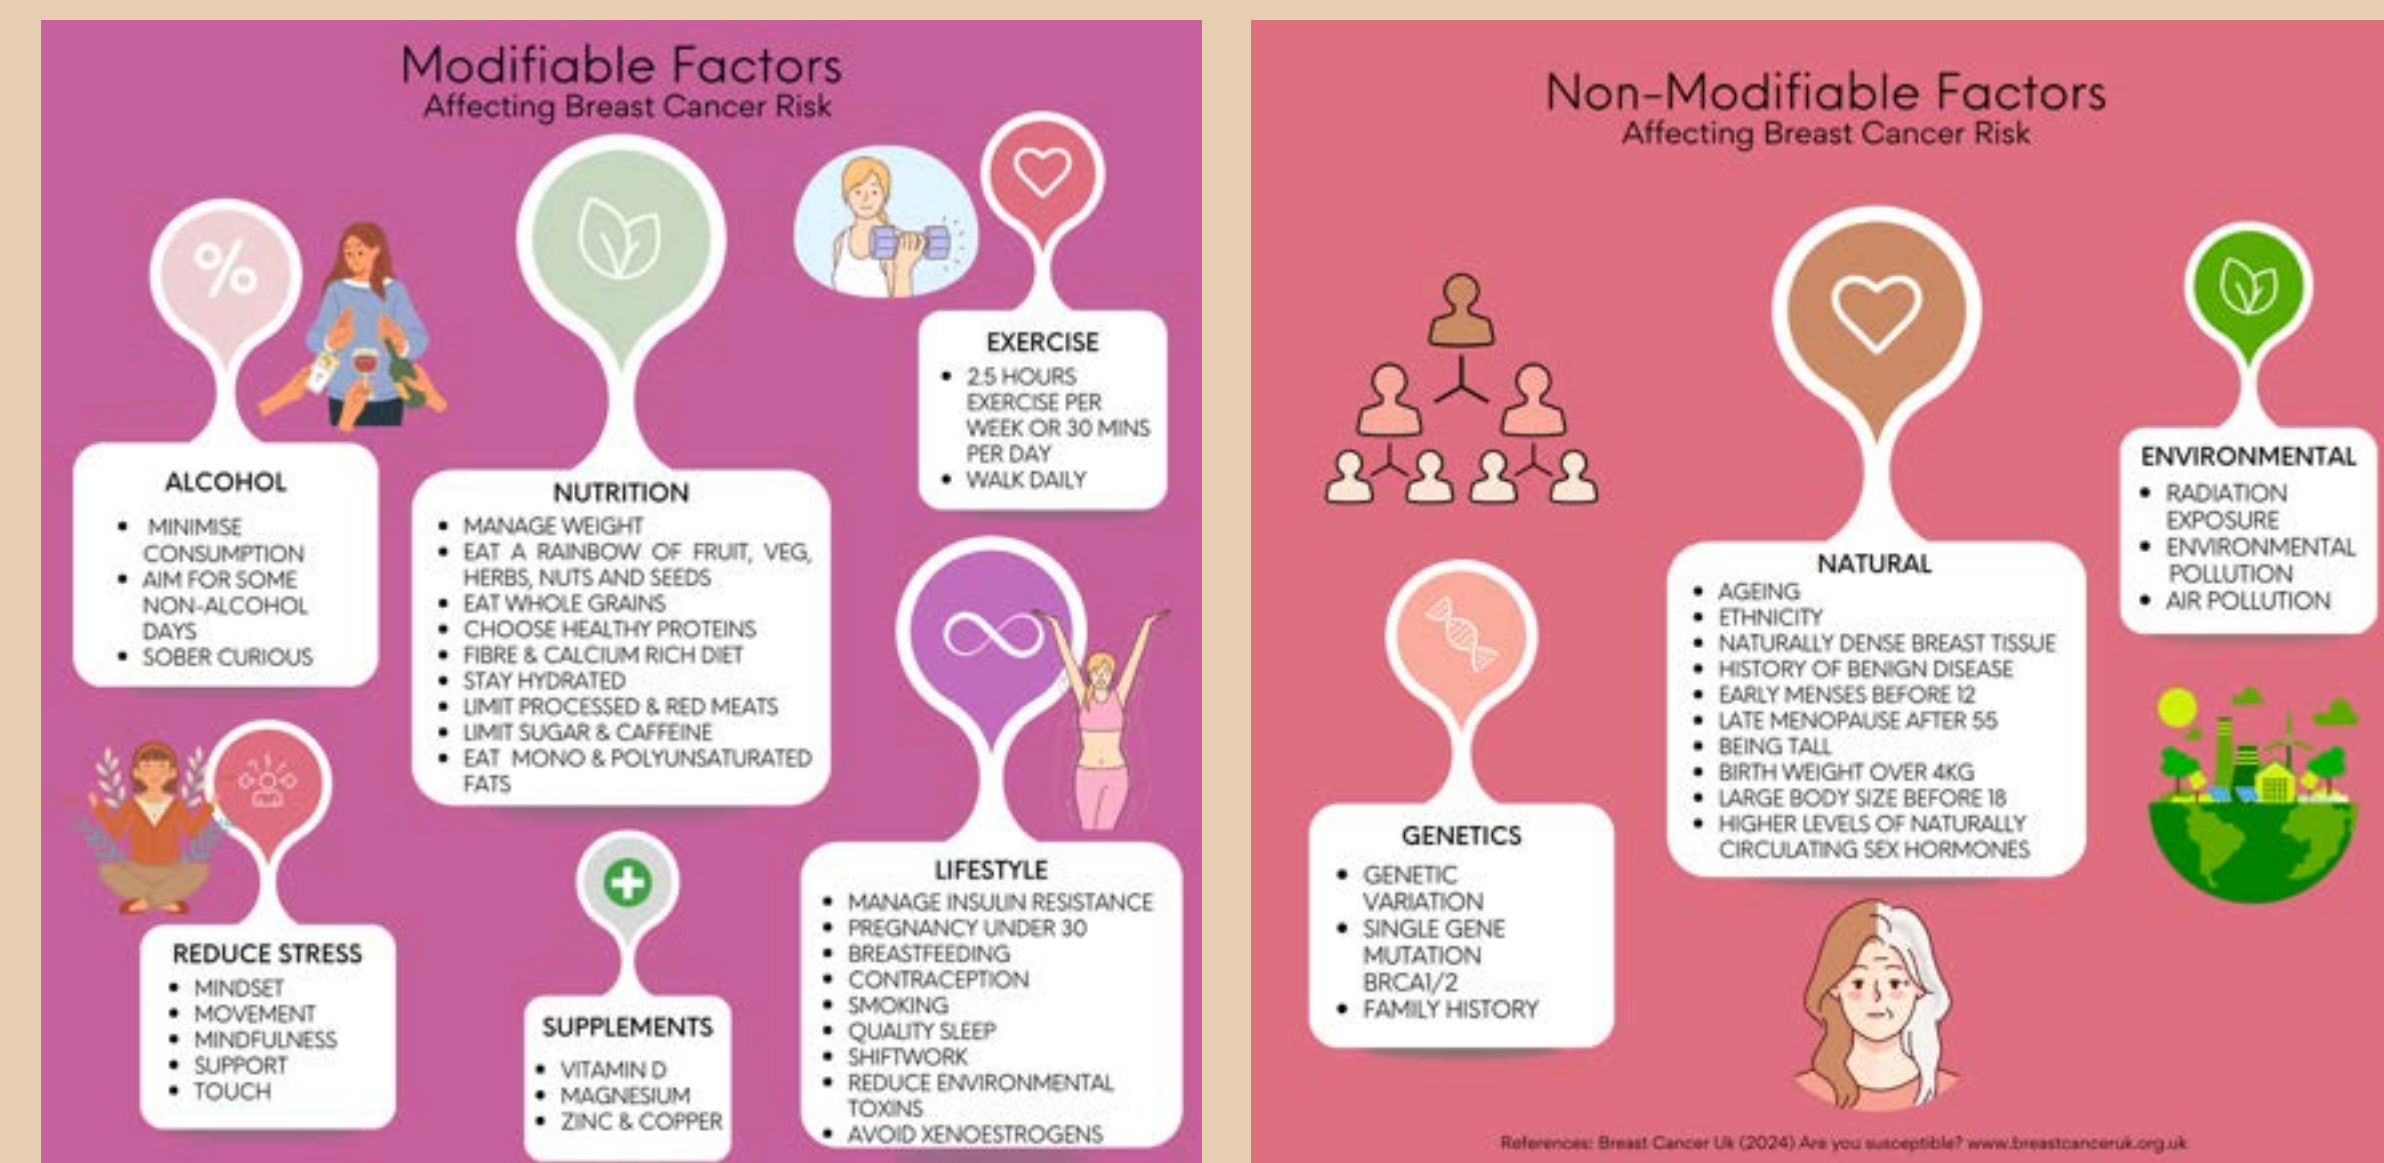 Modifiable Factors
Affecting Breast Cancer Risk
%
ALCOHOL
• MINIMISE
CONSUMPTION
• AIM FOR SOME
NON-ALCOHOL
DAYS
• SOBER CURIOUS
NUTRITION
• MANAGE WEIGHT
• EAT A RAINBOW OF FRUIT, VEG,
HERBS, NUTS AND SEEDS
• EAT WHOLE GRAINS
• CHOOSE HEALTHY PROTEINS
• FIBRE & CALCIUM RICH DIET
• STAY HYDRATED
• LIMIT PROCESSED & RED MEATS
• LIMIT SUGAR & CAFFEINE
• EAT MONO & POLYUNSATURATED
FATS
EXERCISE
• 2.5 HOURS
EXERCISE PER
WEEK OR 30 MINS
PER DAY
• WALK DAILY
REDUCE STRESS
• MINDSET
• MOVEMENT
• MINDFULNESS
• SUPPORT
• TOUCH
SUPPLEMENTS
• VITAMIN D
• MAGNESIUM
• ZINC & COPPER
LIFESTYLE
• MANAGE INSULIN RESISTANCE
• PREGNANCY UNDER 30
• BREASTFEEDING
• CONTRACEPTION
• SMOKING
• QUALITY SLEEP
• SHIFTWORK
• REDUCE ENVIRONMENTAL
TOXINS
• AVOID XENOESTROGENS
Non-Modifiable Factors
Affecting Breast Cancer Risk
GENETICS
• GENETIC
VARIATION
• SINGLE GENE
MUTATION
BRCA1/2
• FAMILY HISTORY
NATURAL
• AGEING
• ETHNICITY
• NATURALLY DENSE BREAST TISSUE
• HISTORY OF BENIGN DISEASE
• EARLY MENSES BEFORE 12
• LATE MENOPAUSE AFTER 55
• BEING TALL
• BIRTH WEIGHT OVER 4KG
• LARGE BODY SIZE BEFORE 18
• HIGHER LEVELS OF NATURALLY
CIRCULATING SEX HORMONES
ENVIRONMENTAL
• RADIATION
EXPOSURE
• ENVIRONMENTAL
POLLUTION
• AIR POLLUTION
References: Breast Cancer Uk (2024) Are you susceptible? www.breastcanceruk.org.uk